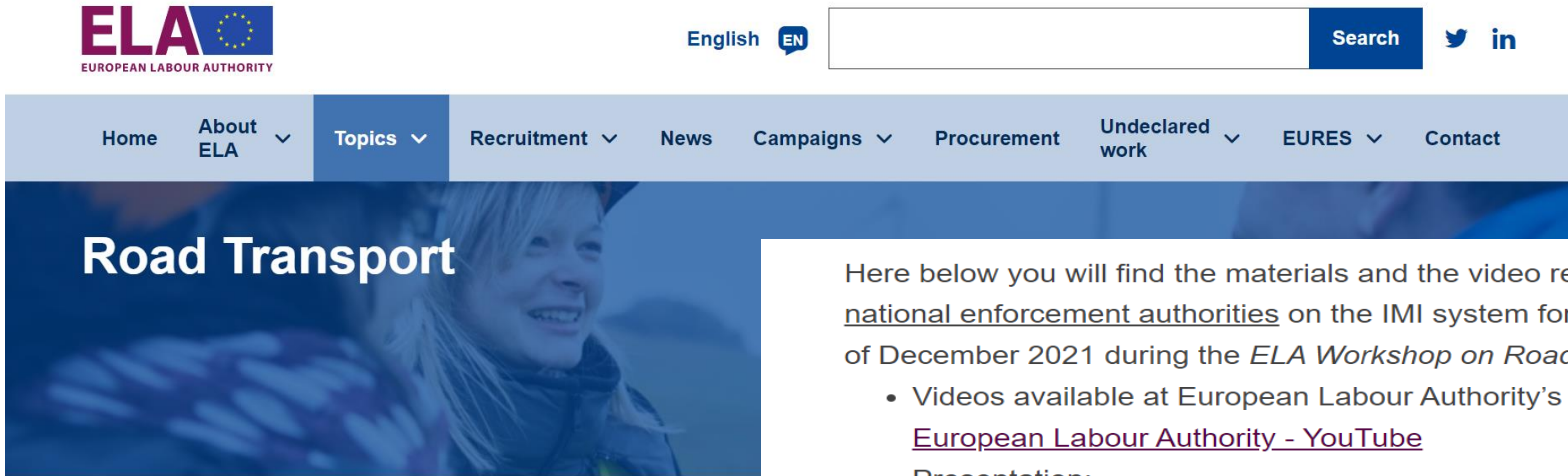 ELA
EUROPEAN LABOUR AUTHORITY
English EN
Search
in
Home
About ELA
Topics
Recruitment
News
Campaigns
Procurement
Undeclared work
EURES
Contact
Road Transport
Here below you will find the materials and the video re
national enforcement authorities on the IMI system for
of December 2021 during the ELA Workshop on Road
• Videos available at European Labour Authority's
European Labour Authority - YouTube
Presentation: